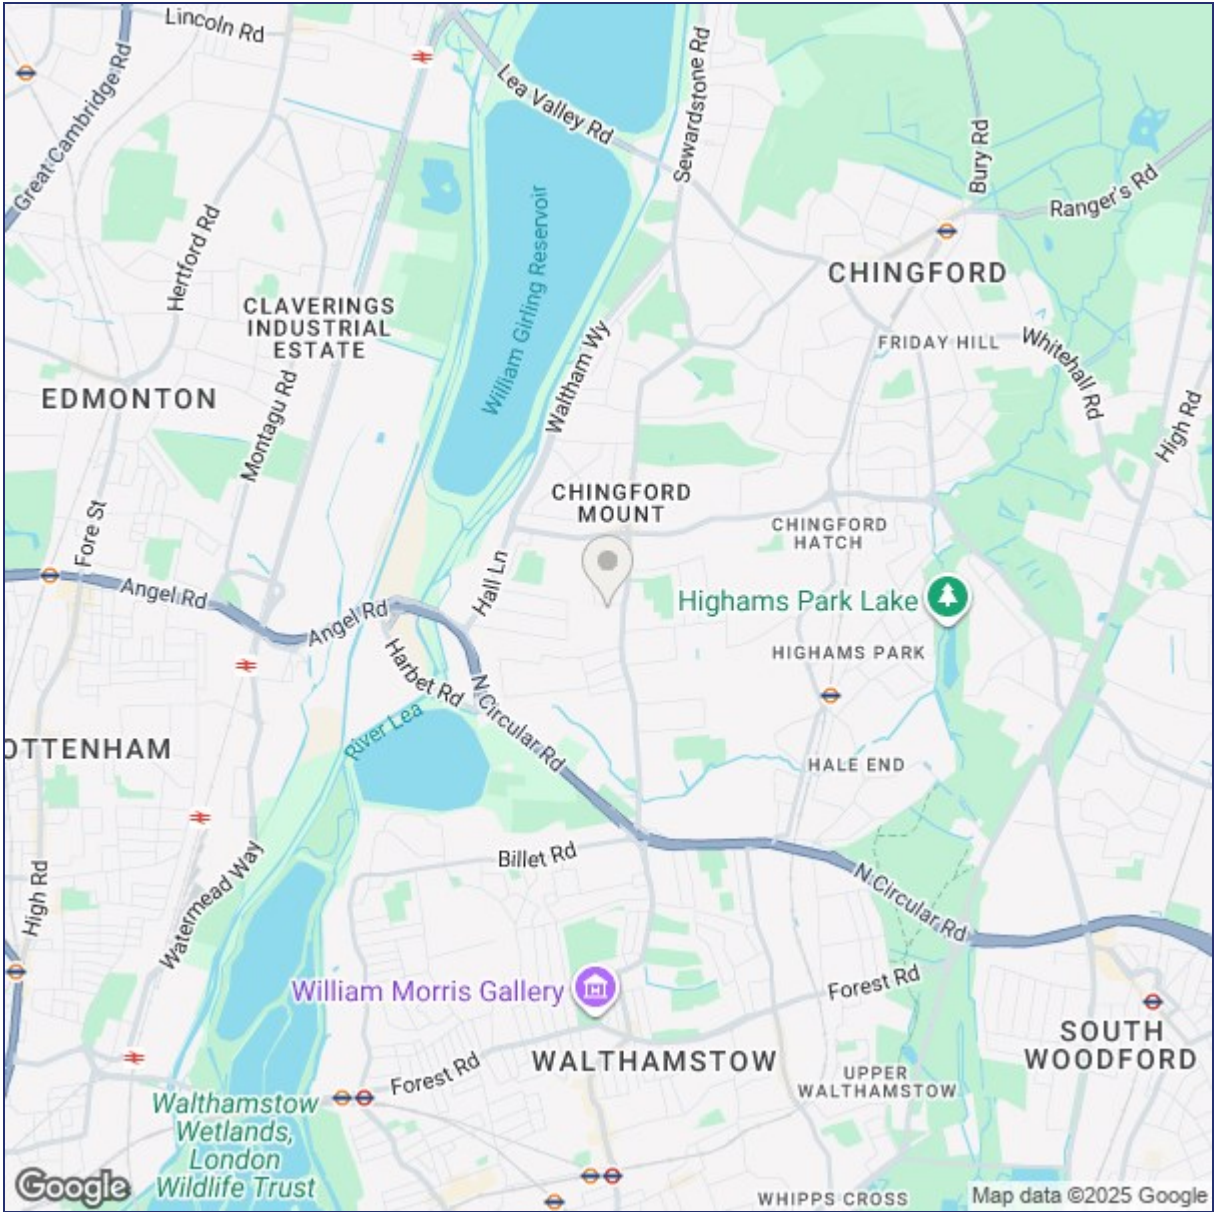 Lincoln Rd
Great Cambridge Rd
Lea Valley Rd
Sewardstone Rd
Bury Rd
Ranger's Rd
Hertford Rd
William Girling Reservoir
CHINGFORD
CLAVERINGS
INDUSTRIAL
ESTATE
FRIDAY HILL
Whitehall Rd
Waltham Wy
EDMONTON
Montagu Rd
High Rd
CHINGFORD
MOUNT
Fore St
CHINGFORD
HATCH
Hall Ln
Angel Rd
Angel Rd
Highams Park Lake
HIGHAMS PARK
Harbet Rd
N Circular Rd
River Lea
OTTENHAM
HALE END
Billet Rd
High Rd
Watermead Way
N Circular Rd
William Morris Gallery
Forest Rd
SOUTH
WOODFORD
WALTHAMSTOW
Forest Rd
UPPER
WALTHAMSTOW
Walthamstow
Wetlands,
London
Wildlife Trust
Google
WHIPPS CROSS
Map data ©2025 Google